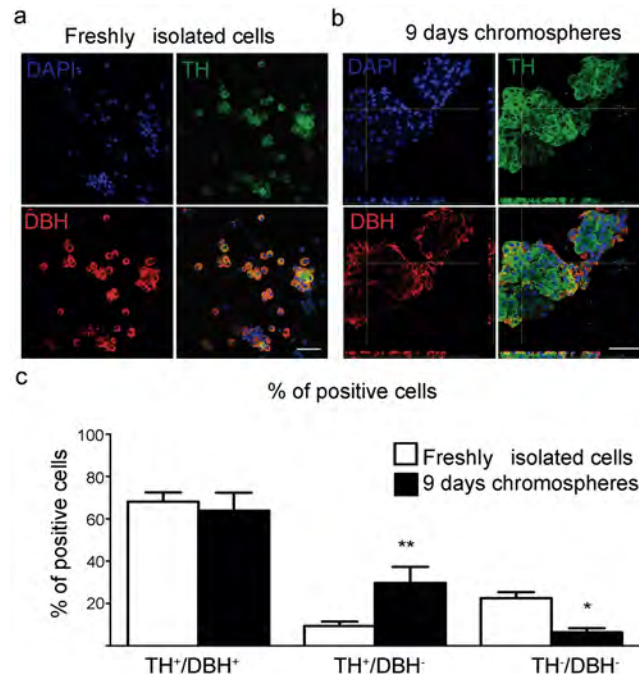 a
Freshly isolated cells
b
9 days chromospheres
DAPI
TH
DAPI
TH
DBH
DBH
c
% of positive cells
% of positive cells
100
80
60
40
20
Freshly isolated cells
9 days chromospheres
**
*
TH⁺/DBH⁺
TH⁺/DBH⁻
TH⁻/DBH⁻